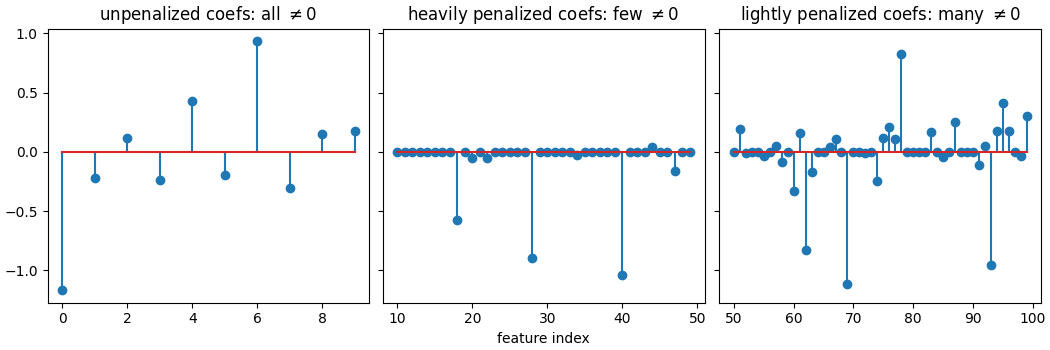 unpenalized coefs: all ≠0
heavily penalized coefs: few ≠0
lightly penalized coefs: many ≠0
1.0
0.5
0.0
−0.5
−1.0
0 2 4 6 8
10 20 30 40 50
50 60 70 80 90 100
feature index